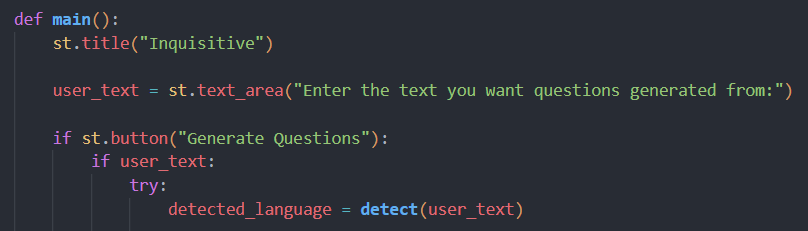 def main():
st.title("Inquisitive")
user_text = st.text_area("Enter the text you want questions generated from:")
if st.button("Generate Questions"):
if user_text:
try:
detected_language = detect(user_text)